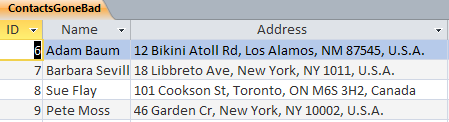 ContactsGoneBad
ID Name Address
6 Adam Baum 12 Bikini Atoll Rd, Los Alamos, NM 87545, U.S.A.
7 Barbara Sevill 18 Libbreto Ave, New York, NY 1011, U.S.A.
8 Sue Flay 101 Cookson St, Toronto, ON M6S 3H2, Canada
9 Pete Moss 46 Garden Cr, New York, NY 10002, U.S.A.